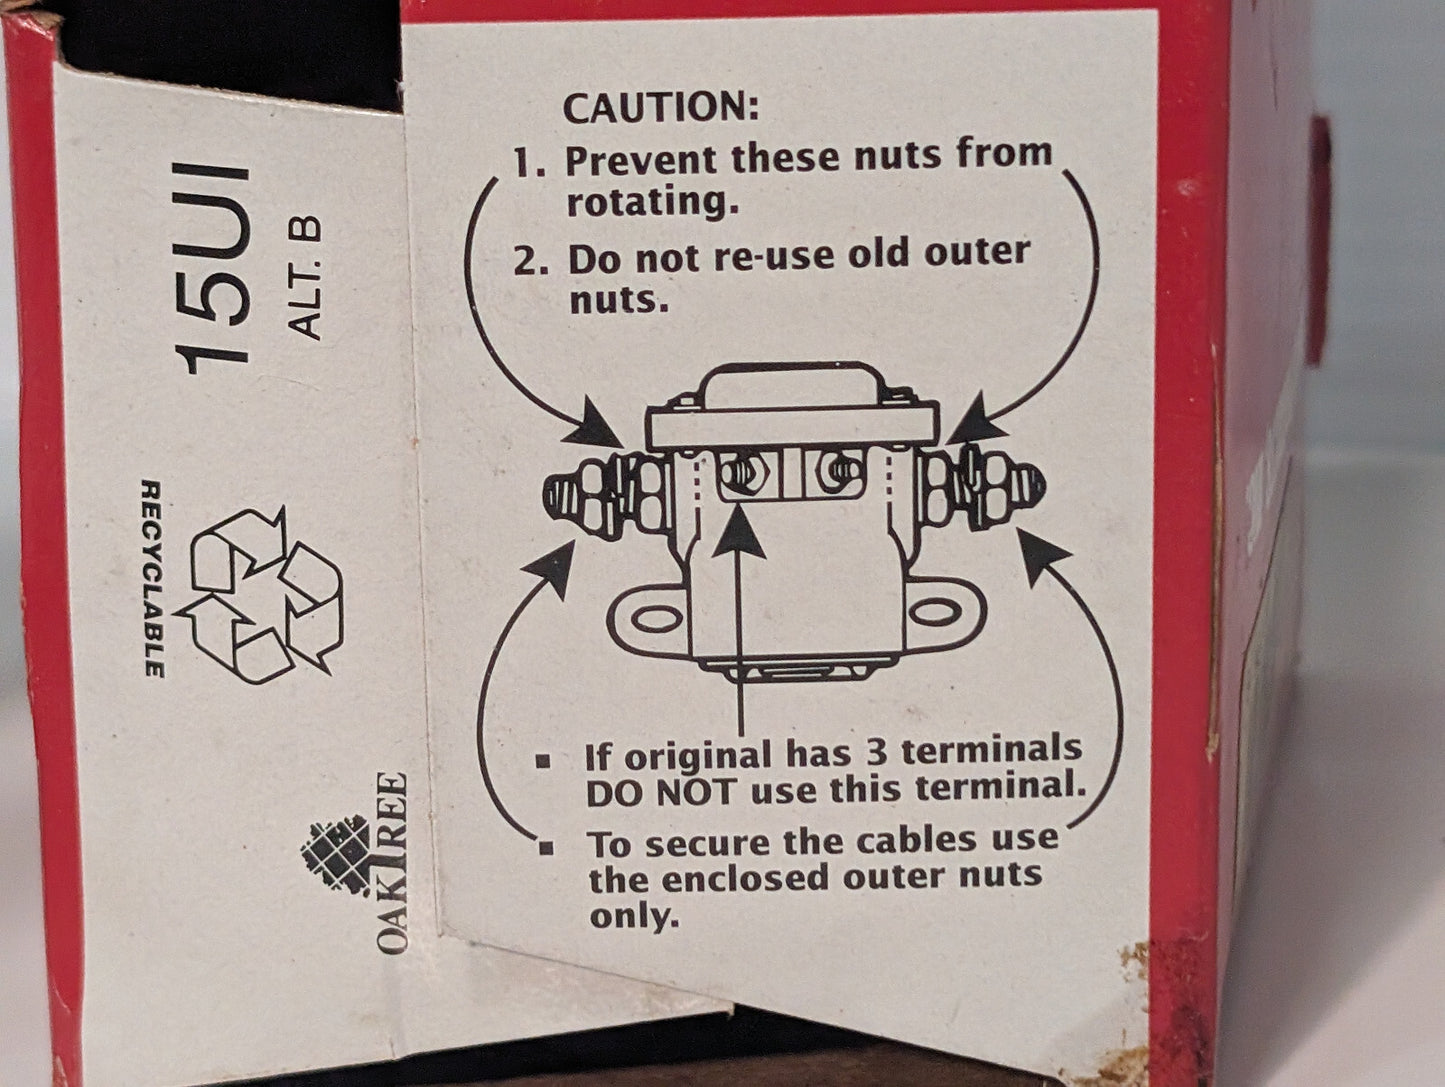 CAUTION:
1. Prevent these nuts from
rotating.
2. Do not re-use old outer
nuts.
▪ If original has 3 terminals
DO NOT use this terminal.
▪ To secure the cables use
the enclosed outer nuts
only.
15UI
ALT. B
RECYCLABLE
OAKTREE